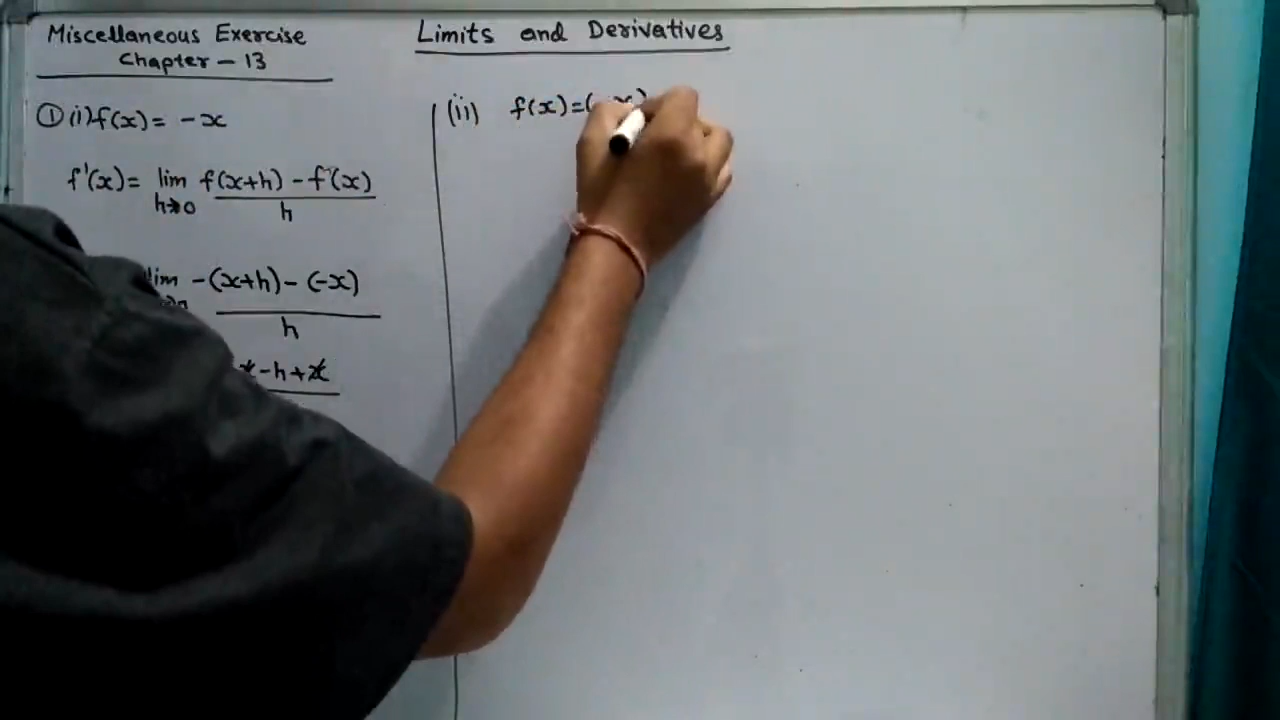 Miscellaneous Exercise
Chapter - 13
Limits and Derivatives
① (i) f(x) = -x
f'(x) = lim f(x+h) - f(x)
h→0 h
lim -(x+h) - (-x)
h
-h + x
(ii) f(x) = (